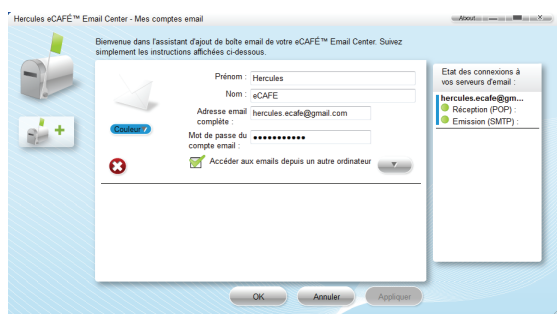 Hercules eCAFÉ™ Email Center - Mes comptes email
About
Bienvenue dans l'assistant d'ajout de boîte email de votre eCAFÉ™ Email Center. Suivez
simplement les instructions affichées ci-dessous.
Prénom : Hercules
Nom : eCAFE
Adresse email
complète : hercules.ecafe@gmail.com
Couleur
Mot de passe du
compte email : ●●●●●●●●●●●
Accéder aux emails depuis un autre ordinateur
Etat des connexions à
vos serveurs d'email :
hercules.ecafe@gm...
Réception (POP) :
Emission (SMTP) :
OK
Annuler
Appliquer